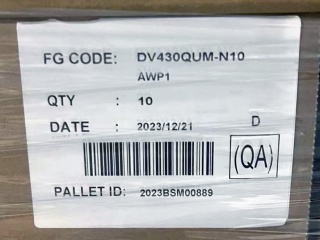 FG CODE: DV430QUM-N10
AWP1
QTY : 10
DATE : 2023/12/21 D
(QA)
PALLET ID: 2023BSM00889